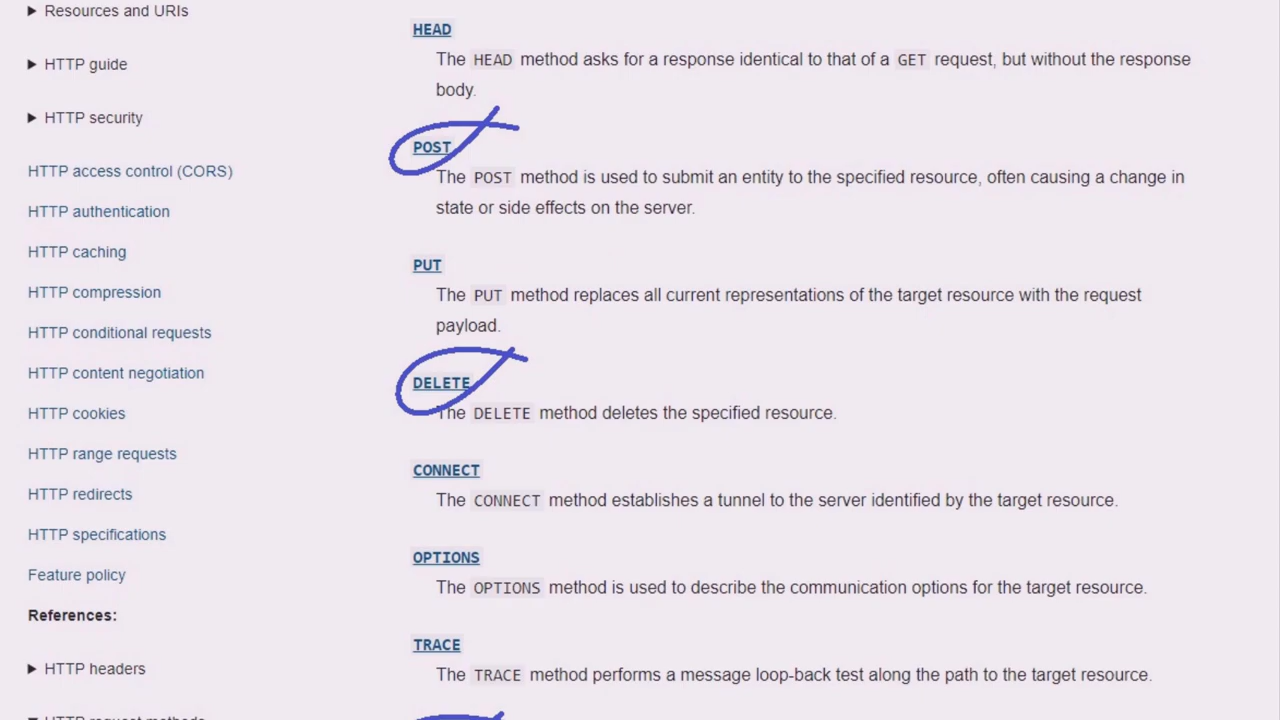 Resources and URIs
HTTP guide
HTTP security
HTTP access control (CORS)
HTTP authentication
HTTP caching
HTTP compression
HTTP conditional requests
HTTP content negotiation
HTTP cookies
HTTP range requests
HTTP redirects
HTTP specifications
Feature policy
References:
HTTP headers
HTTP request methods
HEAD
The HEAD method asks for a response identical to that of a GET request, but without the response
body.
POST
The POST method is used to submit an entity to the specified resource, often causing a change in
state or side effects on the server.
PUT
The PUT method replaces all current representations of the target resource with the request
payload.
DELETE
The DELETE method deletes the specified resource.
CONNECT
The CONNECT method establishes a tunnel to the server identified by the target resource.
OPTIONS
The OPTIONS method is used to describe the communication options for the target resource.
TRACE
The TRACE method performs a message loop-back test along the path to the target resource.